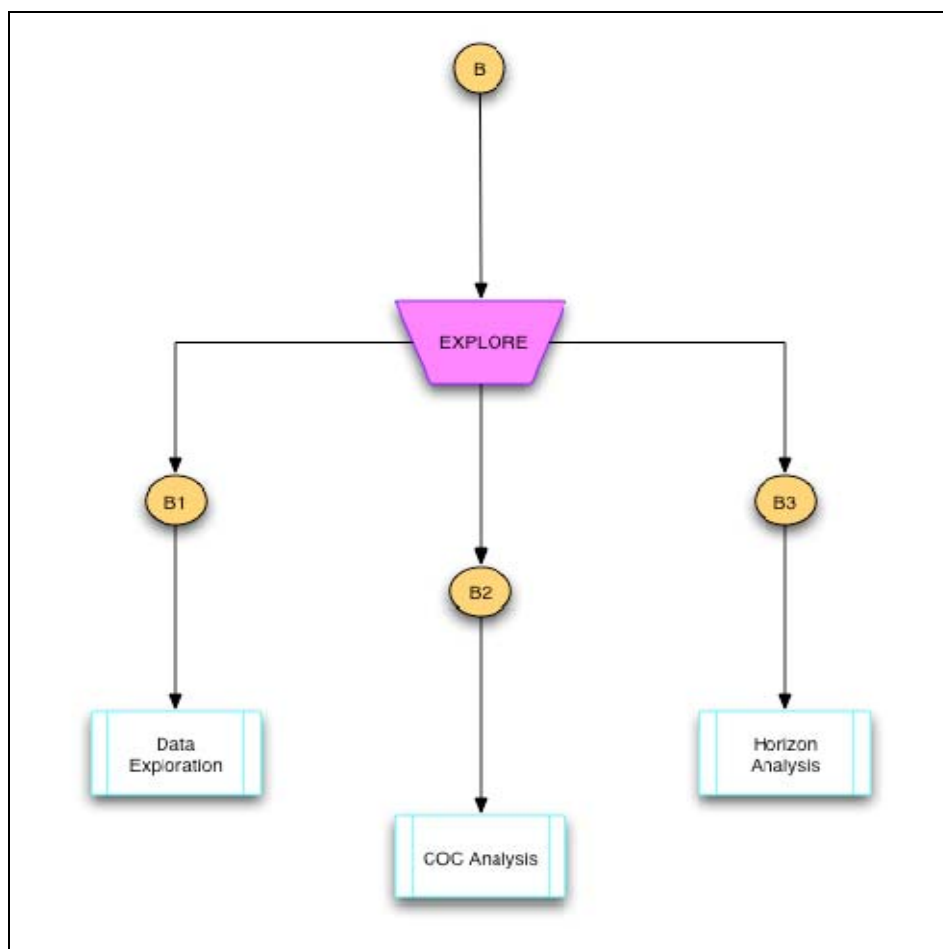 B
EXPLORE
B1
B3
B2
Data
Exploration
Horizon
Analysis
COC Analysis